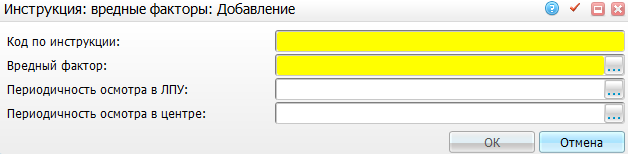 Инструкция: вредные факторы: Добавление
Код по инструкции:
Вредный фактор:
...
Периодичность осмотра в ЛПУ:
...
Периодичность осмотра в центре:
...
ОК Отмена